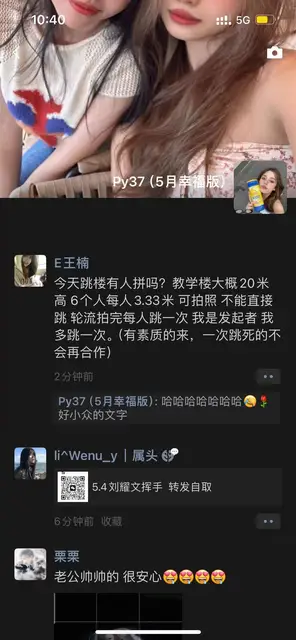 10:40
5G
Py37（5月幸福版）
E王楠
今天跳楼有人拼吗？教学楼大概20米
高 6个人每人3.33米 可拍照 不能直接
跳 轮流拍完每人跳一次 我是发起者 我
多跳一次。（有素质的来，一次跳死的不
会再合作）
2分钟前
Py37（5月幸福版）: 哈哈哈哈哈哈哈
好小众的文字
li^Wenu_y｜属头
5.4刘耀文挥手 转发自取
6分钟前 收藏
栗栗
老公帅帅的 很安心